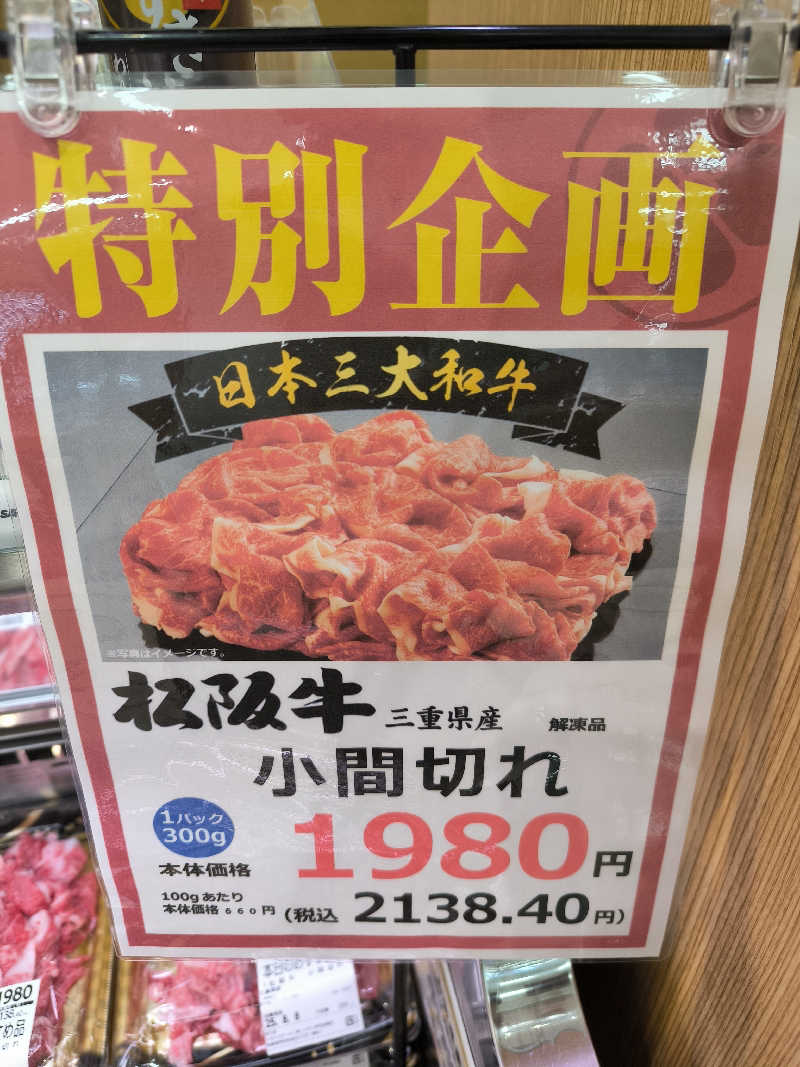 特別企画
日本三大和牛
※写真はイメージです。
松阪牛 三重県産 解凍品
小間切れ
1パック
300g
本体価格 1980円
100gあたり
本体価格660円 (税込 2138.40円)
1980